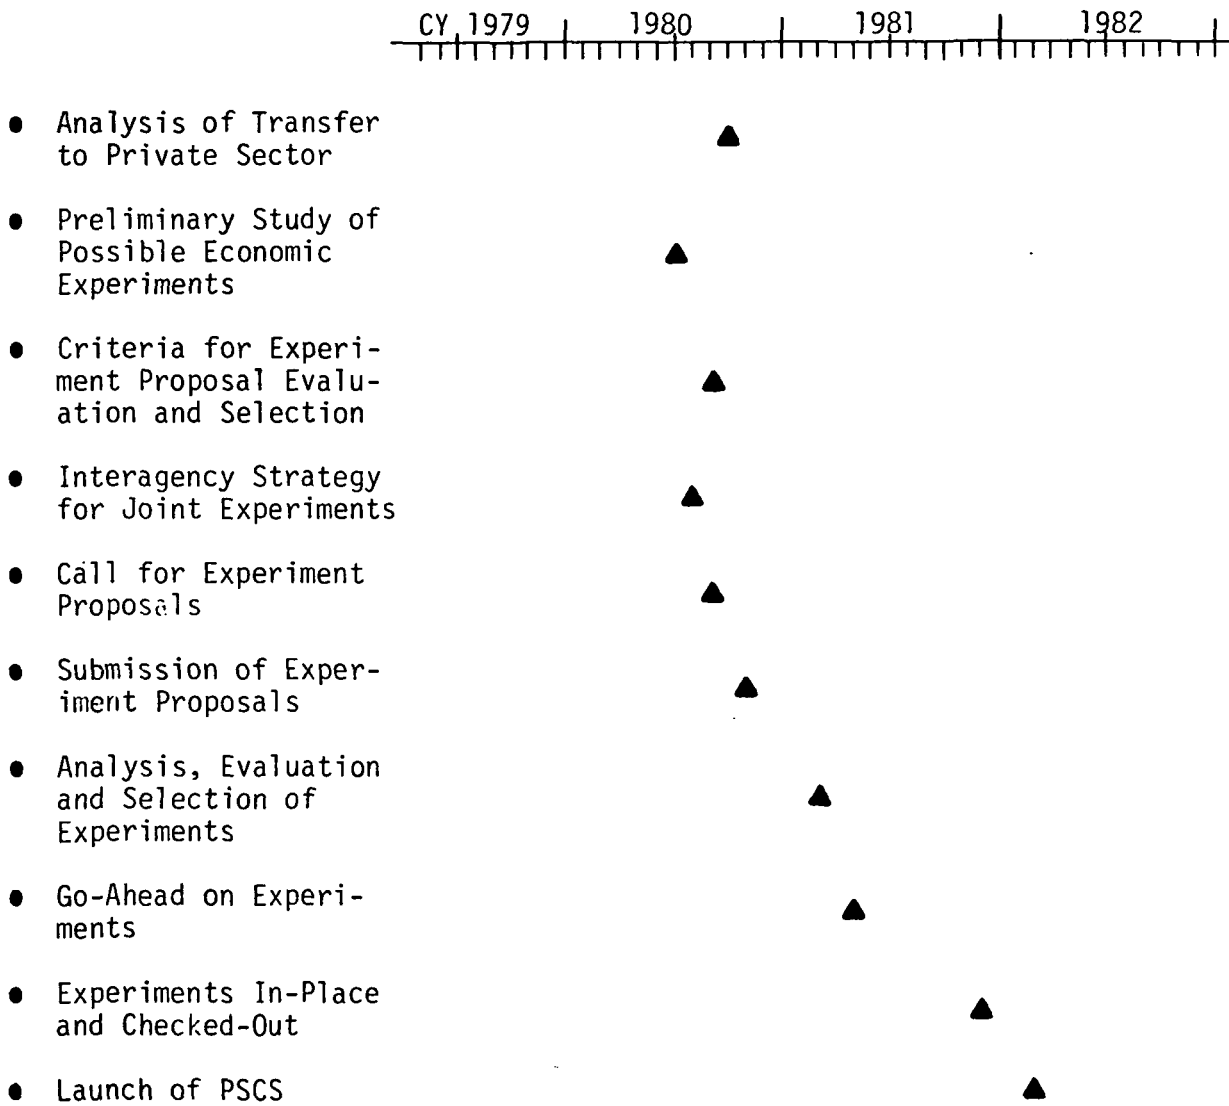 CY 1979 1980 1981 1982
● Analysis of Transfer
to Private Sector
● Preliminary Study of
Possible Economic
Experiments
● Criteria for Experi-
ment Proposal Evalu-
ation and Selection
● Interagency Strategy
for Joint Experiments
● Call for Experiment
Proposals
● Submission of Exper-
iment Proposals
● Analysis, Evaluation
and Selection of
Experiments
● Go-Ahead on Experi-
ments
● Experiments In-Place
and Checked-Out
● Launch of PSCS